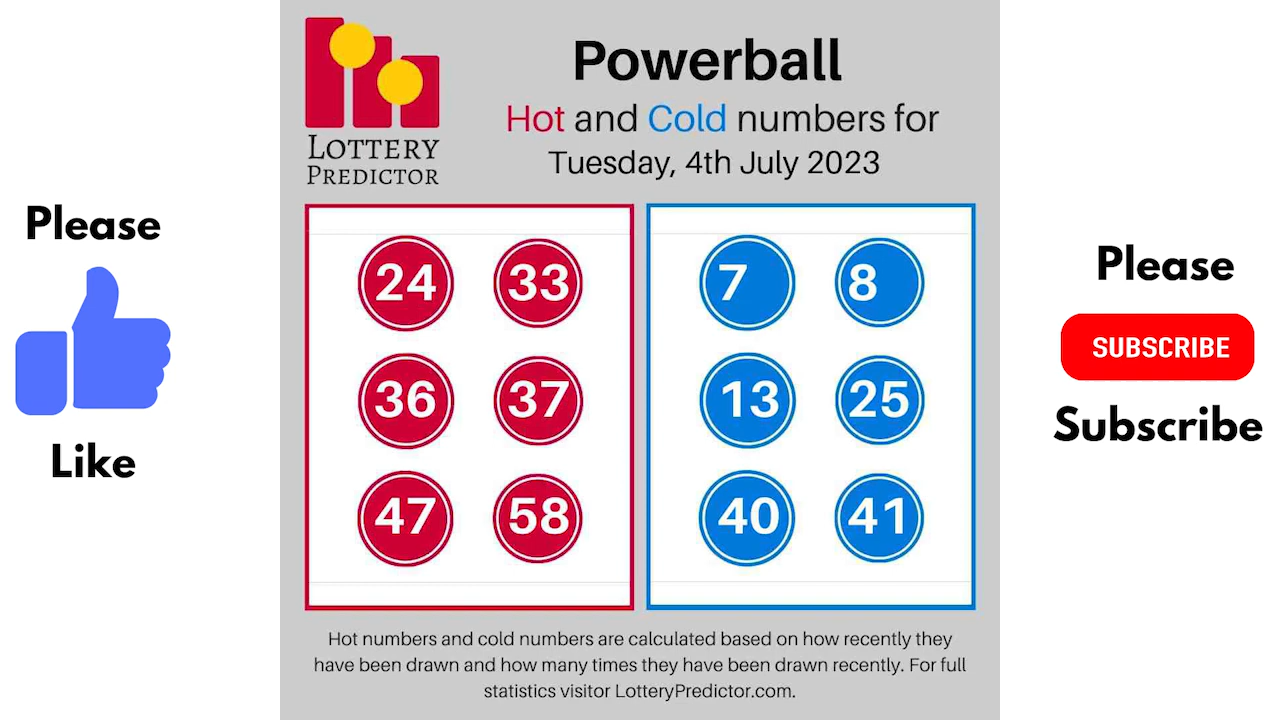 Please
Like
LOTTERY
PREDICTOR
Powerball
Hot and Cold numbers for
Tuesday, 4th July 2023
24 33
36 37
47 58
7 8
13 25
40 41
Hot numbers and cold numbers are calculated based on how recently they
have been drawn and how many times they have been drawn recently. For full
statistics visitor LotteryPredictor.com.
Please
SUBSCRIBE
Subscribe